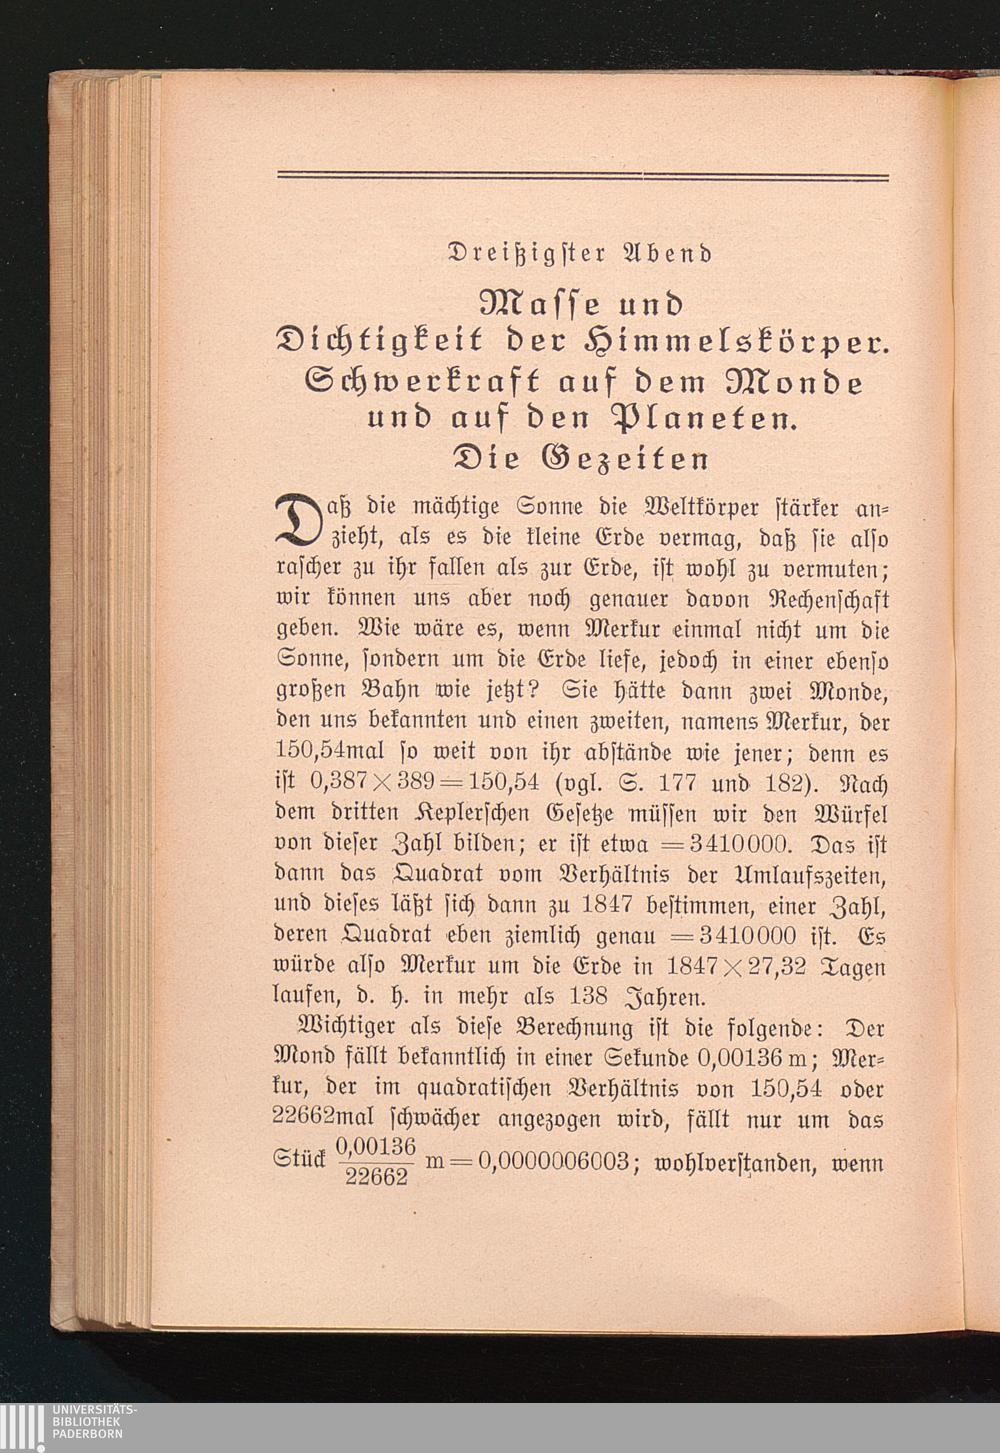 Dreißigster Abend
Masse und
Dichtigkeit der Himmelskörper.
Schwerkraft auf dem Monde
und auf den Planeten.
Die Gezeiten
Daß die mächtige Sonne die Weltkörper stärker an-
zieht, als es die kleine Erde vermag, daß sie also
rascher zu ihr fallen als zur Erde, ist wohl zu vermuten;
wir können uns aber noch genauer davon Rechenschaft
geben. Wie wäre es, wenn Merkur einmal nicht um die
Sonne, sondern um die Erde liefe, jedoch in einer ebenso
großen Bahn wie jetzt? Sie hätte dann zwei Monde,
den uns bekannten und einen zweiten, namens Merkur, der
150,54mal so weit von ihr abstände wie jener; denn es
ist 0,387×389=150,54 (vgl. S. 177 und 182). Nach
dem dritten Keplerschen Gesetze müssen wir den Würfel
von dieser Zahl bilden; er ist etwa =3410000. Das ist
dann das Quadrat vom Verhältnis der Umlaufszeiten,
und dieses läßt sich dann zu 1847 bestimmen, einer Zahl,
deren Quadrat eben ziemlich genau =3410000 ist. Es
würde also Merkur um die Erde in 1847×27,32 Tagen
laufen, d. h. in mehr als 138 Jahren.
Wichtiger als diese Berechnung ist die folgende: Der
Mond fällt bekanntlich in einer Sekunde 0,00136 m; Mer-
kur, der im quadratischen Verhältnis von 150,54 oder
22662mal schwächer angezogen wird, fällt nur um das
Stück 0,00136/22662 m=0,0000006003; wohlverstanden, wenn
UNIVERSITÄTS-
BIBLIOTHEK
PADERBORN